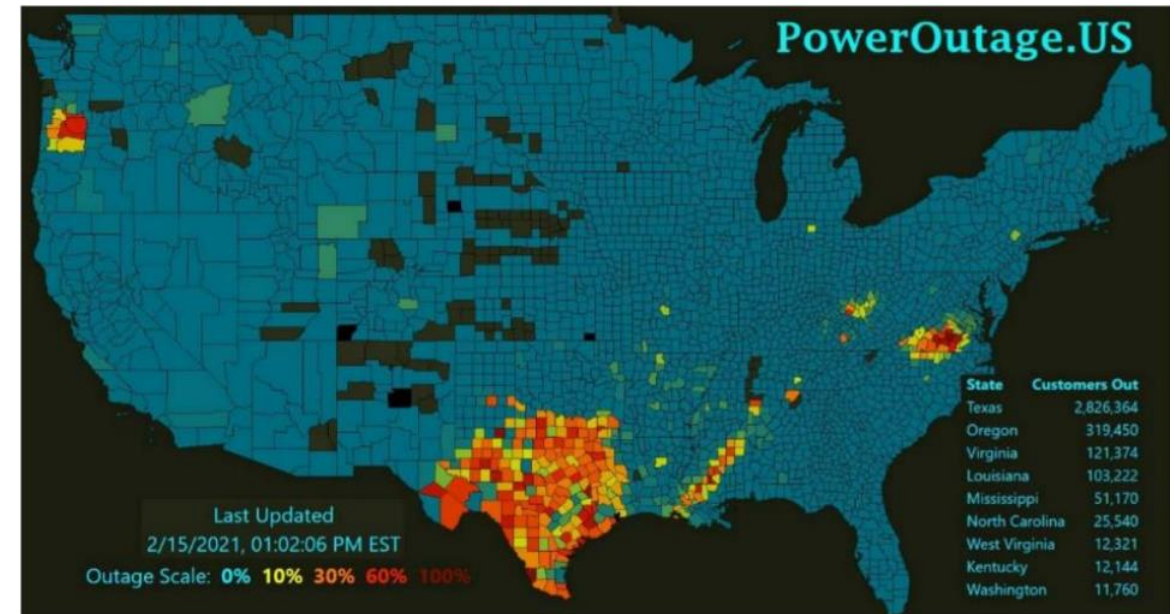 PowerOutage.US
State Customers Out
Texas 2,826,364
Oregon 319,450
Virginia 121,374
Louisiana 103,222
Mississippi 51,170
North Carolina 25,540
West Virginia 12,321
Kentucky 12,144
Washington 11,760
Last Updated
2/15/2021, 01:02:06 PM EST
Outage Scale: 0% 10% 30% 60% 100%